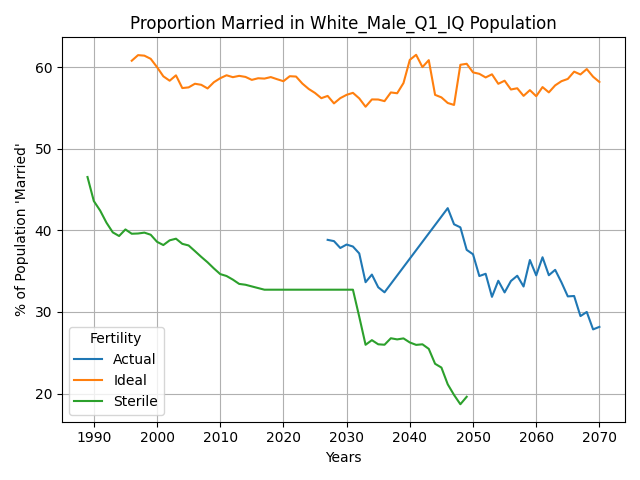 Proportion Married in White_Male_Q1_IQ Population
% of Population 'Married'
60
50
40
30
20
Fertility
Actual
Ideal
Sterile
1990 2000 2010 2020 2030 2040 2050 2060 2070
Years